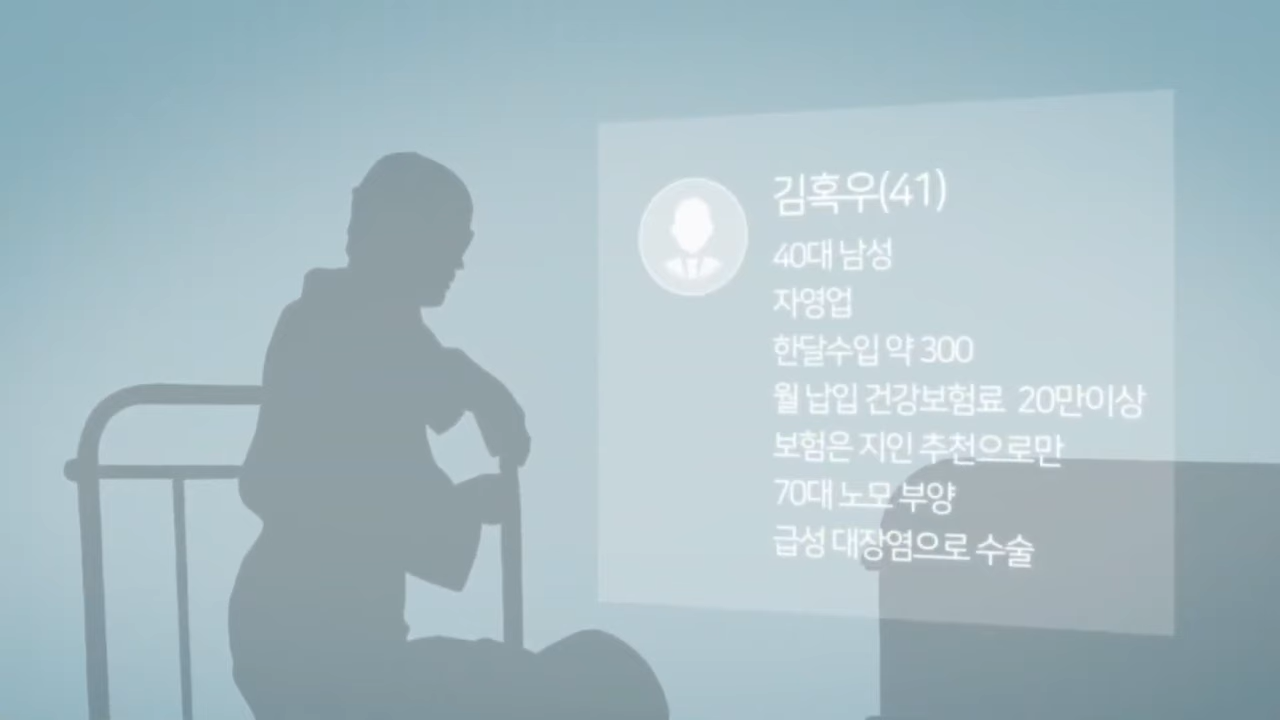 김혹우(41)
40대 남성
자영업
한달수입 약 300
월 납입 건강보험료 20만이상
보험은 지인 추천으로만
70대 노모 부양
급성 대장염으로 수술